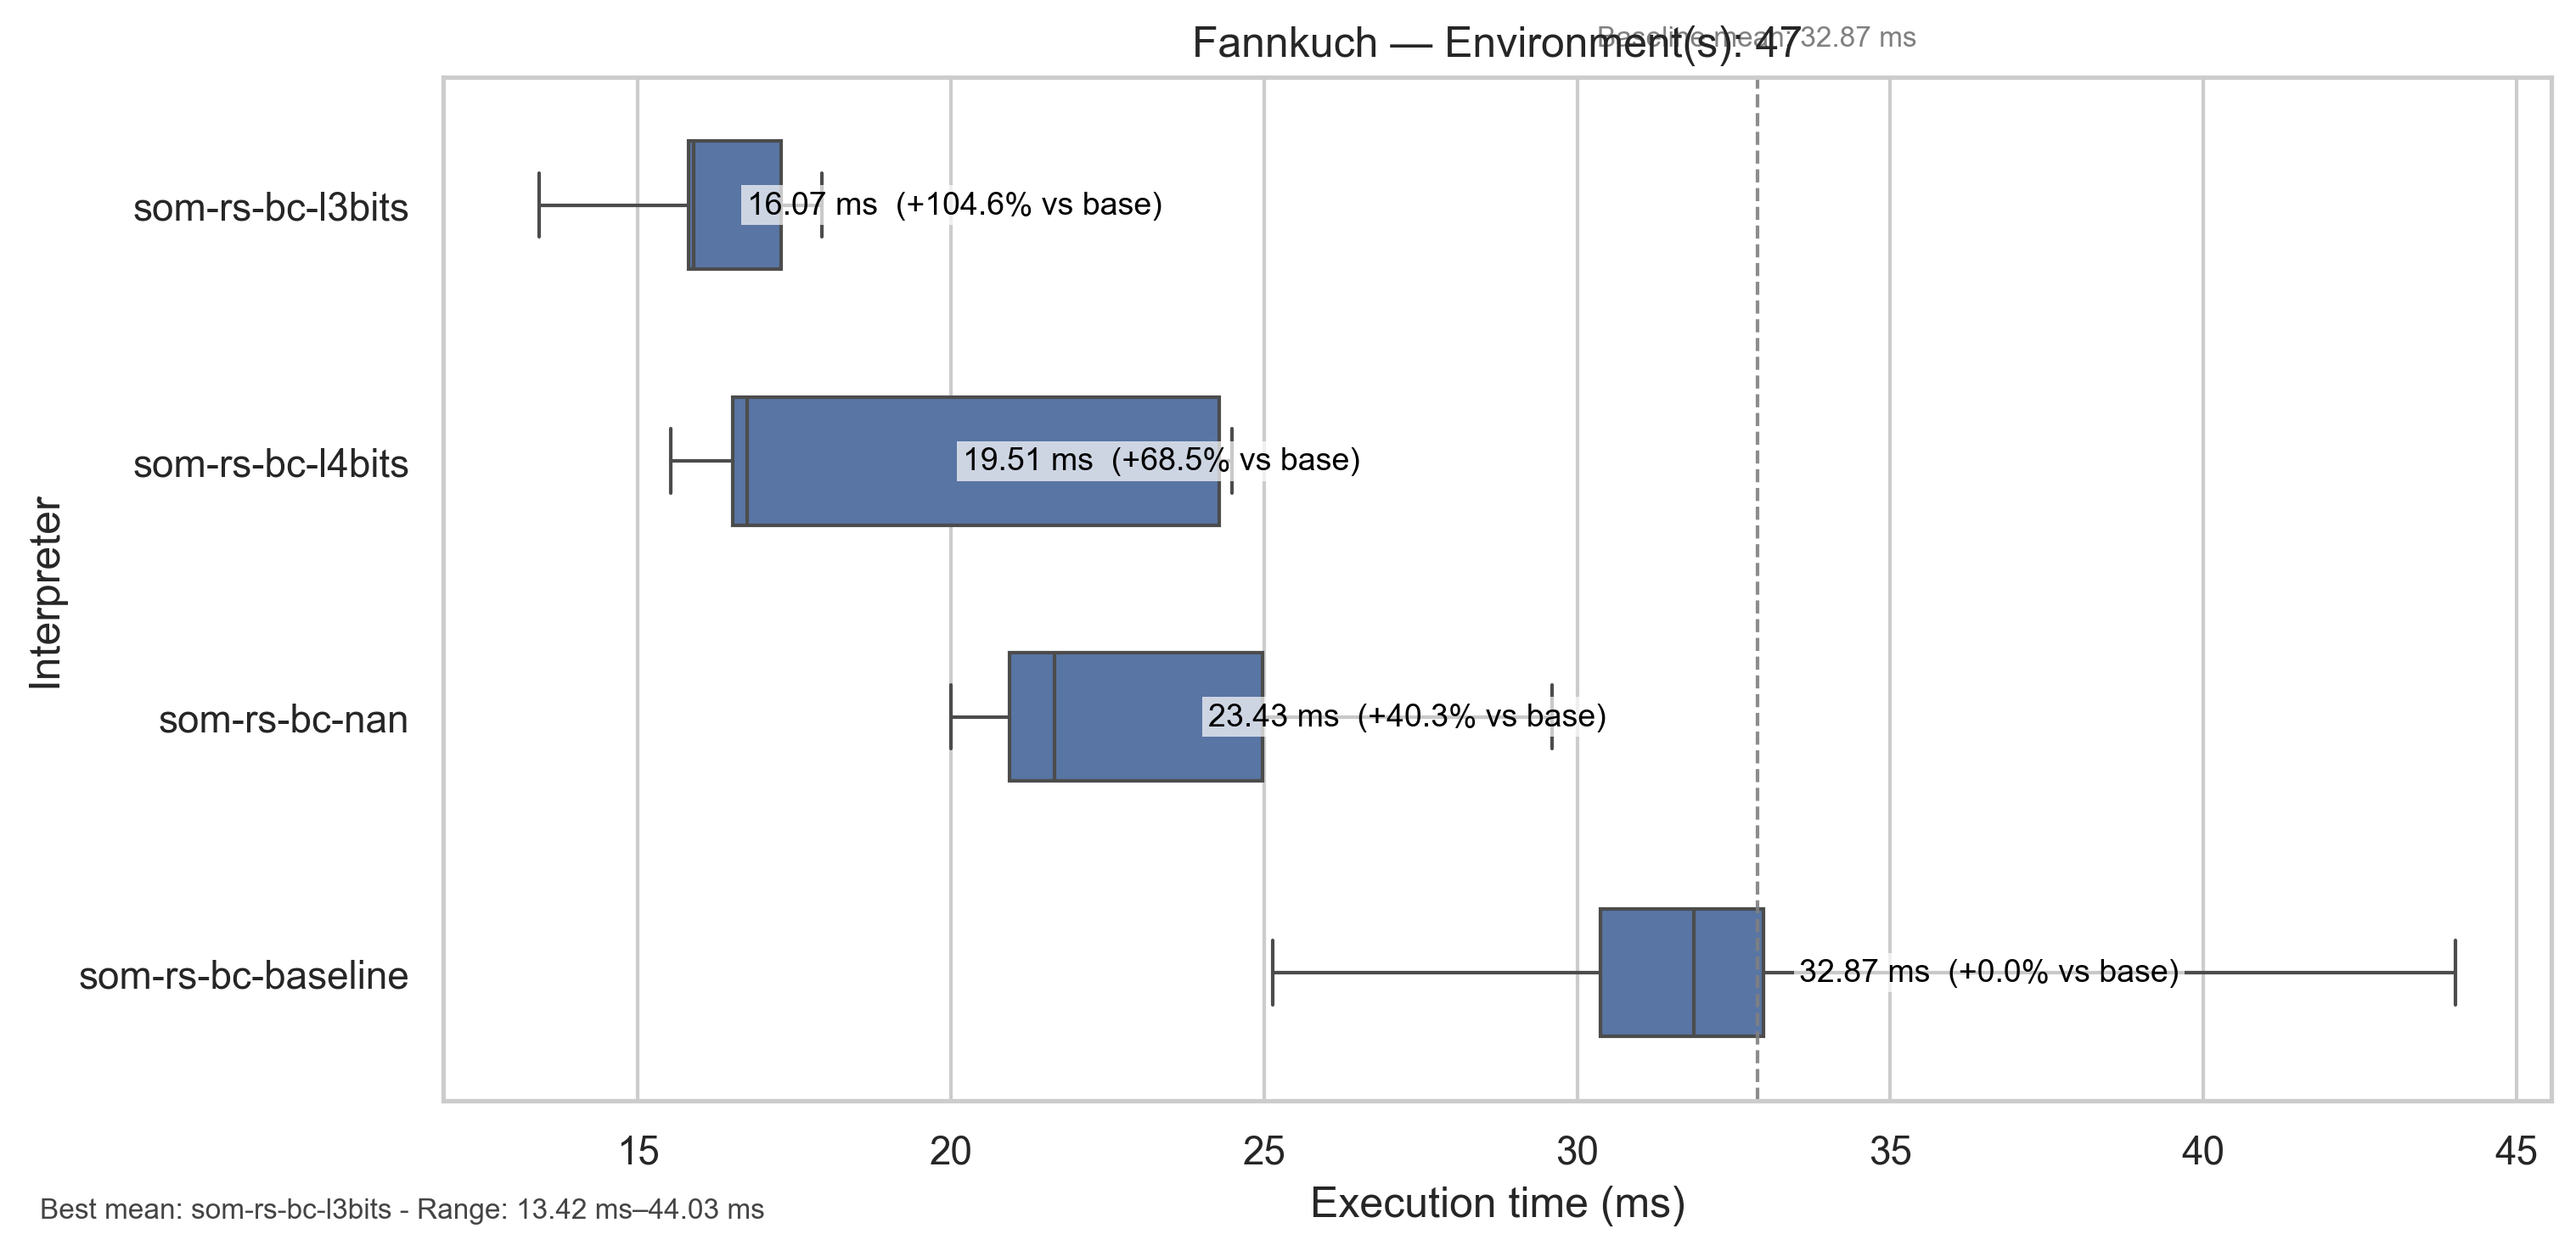 Fannkuch — Environment(s): 47
Baseline mean: 32.87 ms
Interpreter
som-rs-bc-l3bits
16.07 ms (+104.6% vs base)
som-rs-bc-l4bits
19.51 ms (+68.5% vs base)
som-rs-bc-nan
23.43 ms (+40.3% vs base)
som-rs-bc-baseline
32.87 ms (+0.0% vs base)
15 20 25 30 35 40 45
Execution time (ms)
Best mean: som-rs-bc-l3bits - Range: 13.42 ms–44.03 ms